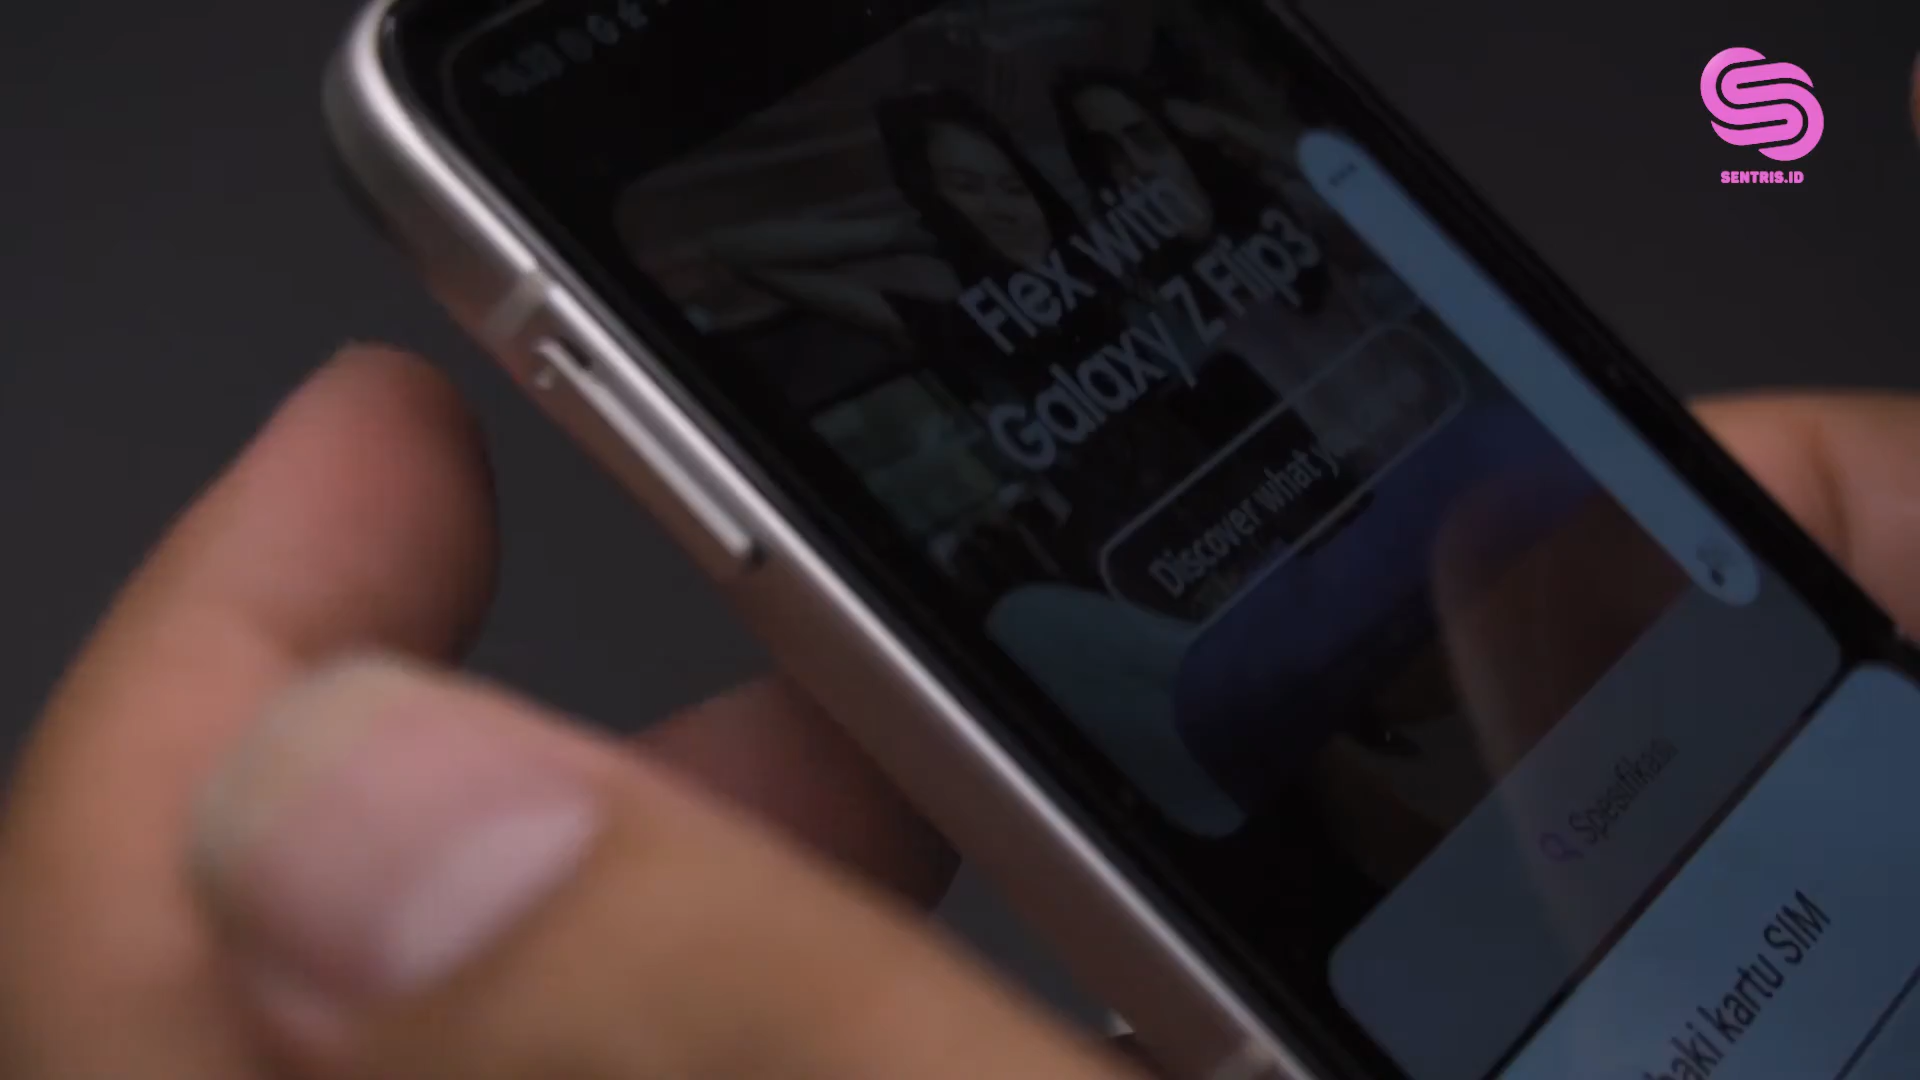 SENTRIS.ID
Flex with
Galaxy Z Flip3
Discover what
Spesifikasi
kartu SIM